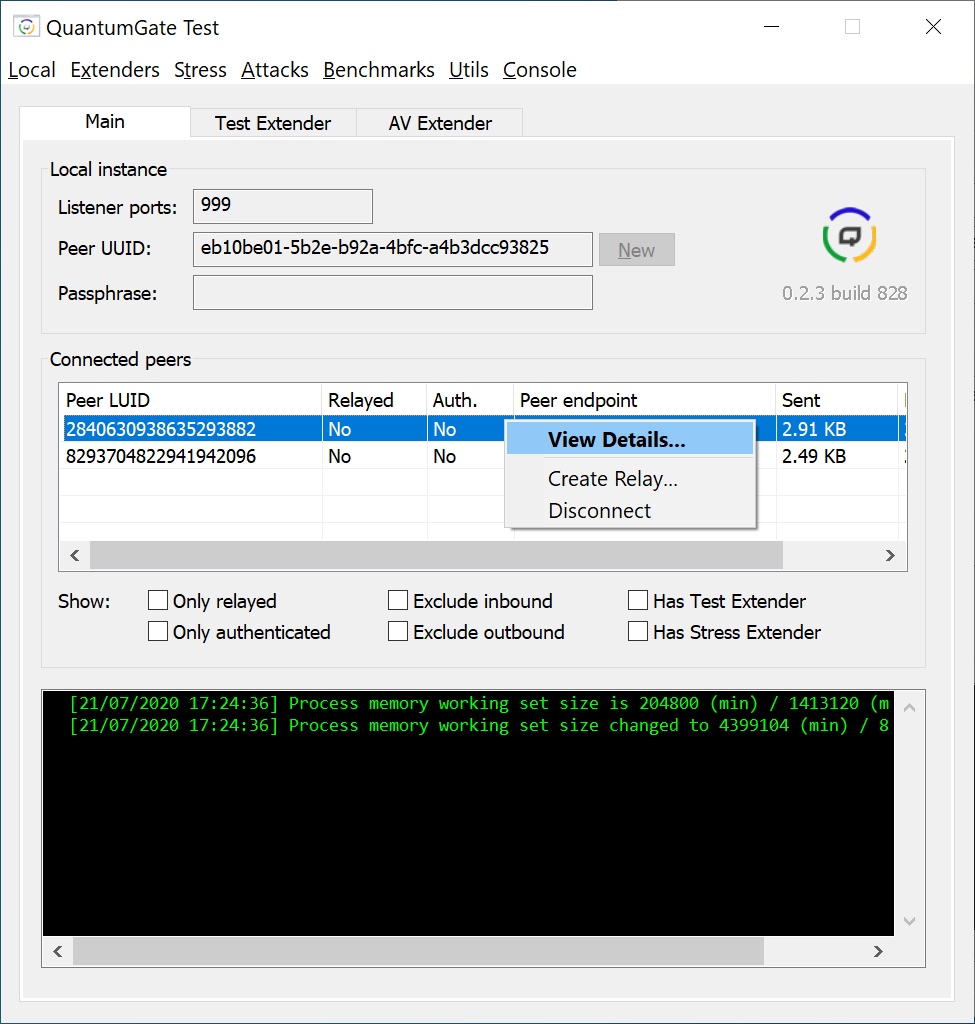 QuantumGate Test
Local Extenders Stress Attacks Benchmarks Utils Console
Main Test Extender AV Extender
Local instance
Listener ports: 999
Peer UUID: eb10be01-5b2e-b92a-4bfc-a4b3dcc93825 New
Passphrase:
0.2.3 build 828
Connected peers
Peer LUID Relayed Auth. Peer endpoint Sent
2840630938635293882 No No 2.91 KB
8293704822941942096 No No 2.49 KB
View Details...
Create Relay...
Disconnect
Show: Only relayed Exclude inbound Has Test Extender
Only authenticated Exclude outbound Has Stress Extender
[21/07/2020 17:24:36] Process memory working set size is 204800 (min) / 1413120 (m
[21/07/2020 17:24:36] Process memory working set size changed to 4399104 (min) / 8